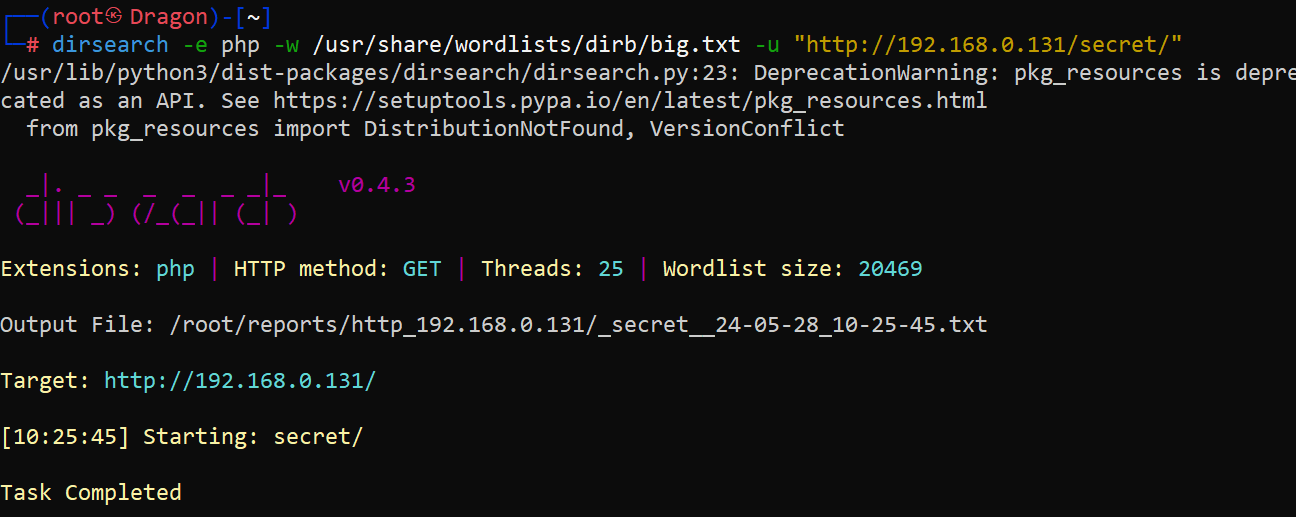 ┌──(root㉿Dragon)-[~]
└─# dirsearch -e php -w /usr/share/wordlists/dirb/big.txt -u "http://192.168.0.131/secret/"
/usr/lib/python3/dist-packages/dirsearch/dirsearch.py:23: DeprecationWarning: pkg_resources is depre
cated as an API. See https://setuptools.pypa.io/en/latest/pkg_resources.html
  from pkg_resources import DistributionNotFound, VersionConflict
  _|. _ _  _  _  _ _|_    v0.4.3
 (_||| _) (/_(_|| (_| )
Extensions: php | HTTP method: GET | Threads: 25 | Wordlist size: 20469
Output File: /root/reports/http_192.168.0.131/_secret__24-05-28_10-25-45.txt
Target: http://192.168.0.131/
[10:25:45] Starting: secret/
Task Completed